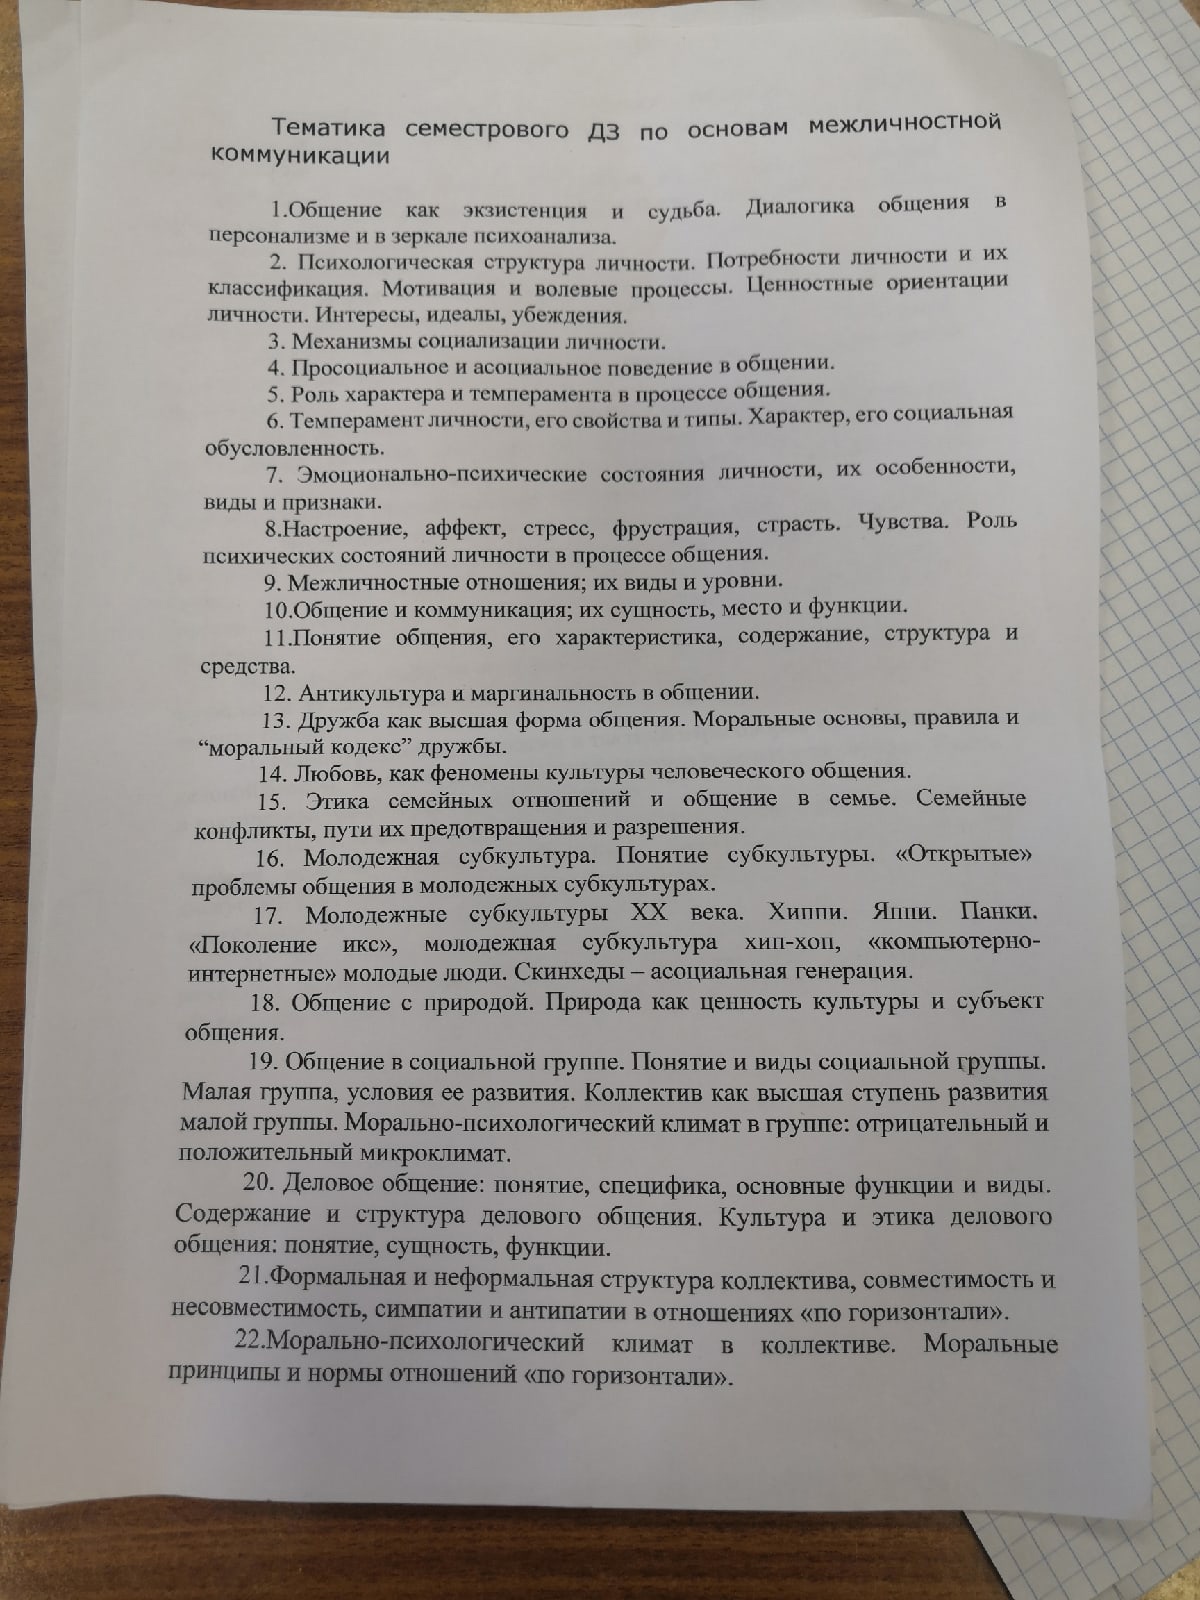 Тематика семестрового ДЗ по основам межличностной
коммуникации
1.Общение как экзистенция и судьба. Диалогика общения в
персонализме и в зеркале психоанализа.
2. Психологическая структура личности. Потребности личности и их
классификация. Мотивация и волевые процессы. Ценностные ориентации
личности. Интересы, идеалы, убеждения.
3. Механизмы социализации личности.
4. Просоциальное и асоциальное поведение в общении.
5. Роль характера и темперамента в процессе общения.
6. Темперамент личности, его свойства и типы. Характер, его социальная
обусловленность.
7. Эмоционально-психические состояния личности, их особенности,
виды и признаки.
8.Настроение, аффект, стресс, фрустрация, страсть. Чувства. Роль
психических состояний личности в процессе общения.
9. Межличностные отношения; их виды и уровни.
10.Общение и коммуникация; их сущность, место и функции.
11.Понятие общения, его характеристика, содержание, структура и
средства.
12. Антикультура и маргинальность в общении.
13. Дружба как высшая форма общения. Моральные основы, правила и
“моральный кодекс” дружбы.
14. Любовь, как феномены культуры человеческого общения.
15. Этика семейных отношений и общение в семье. Семейные
конфликты, пути их предотвращения и разрешения.
16. Молодежная субкультура. Понятие субкультуры. «Открытые»
проблемы общения в молодежных субкультурах.
17. Молодежные субкультуры XX века. Хиппи. Яппи. Панки.
«Поколение икс», молодежная субкультура хип-хоп, «компьютерно-
интернетные» молодые люди. Скинхеды – асоциальная генерация.
18. Общение с природой. Природа как ценность культуры и субъект
общения.
19. Общение в социальной группе. Понятие и виды социальной группы.
Малая группа, условия ее развития. Коллектив как высшая ступень развития
малой группы. Морально-психологический климат в группе: отрицательный и
положительный микроклимат.
20. Деловое общение: понятие, специфика, основные функции и виды.
Содержание и структура делового общения. Культура и этика делового
общения: понятие, сущность, функции.
21.Формальная и неформальная структура коллектива, совместимость и
несовместимость, симпатии и антипатии в отношениях «по горизонтали».
22.Морально-психологический климат в коллективе. Моральные
принципы и нормы отношений «по горизонтали».